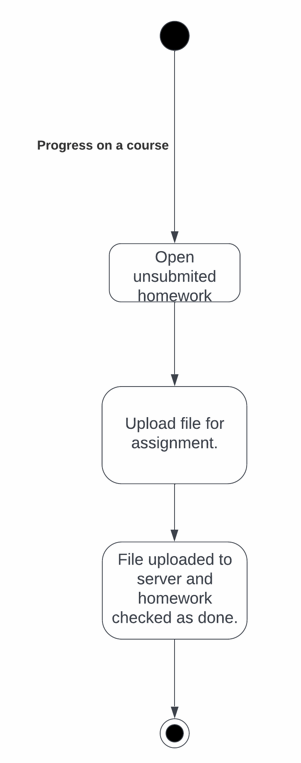 Progress on a course
Open
unsubmited
homework
Upload file for
assignment.
File uploaded to
server and
homework
checked as done.